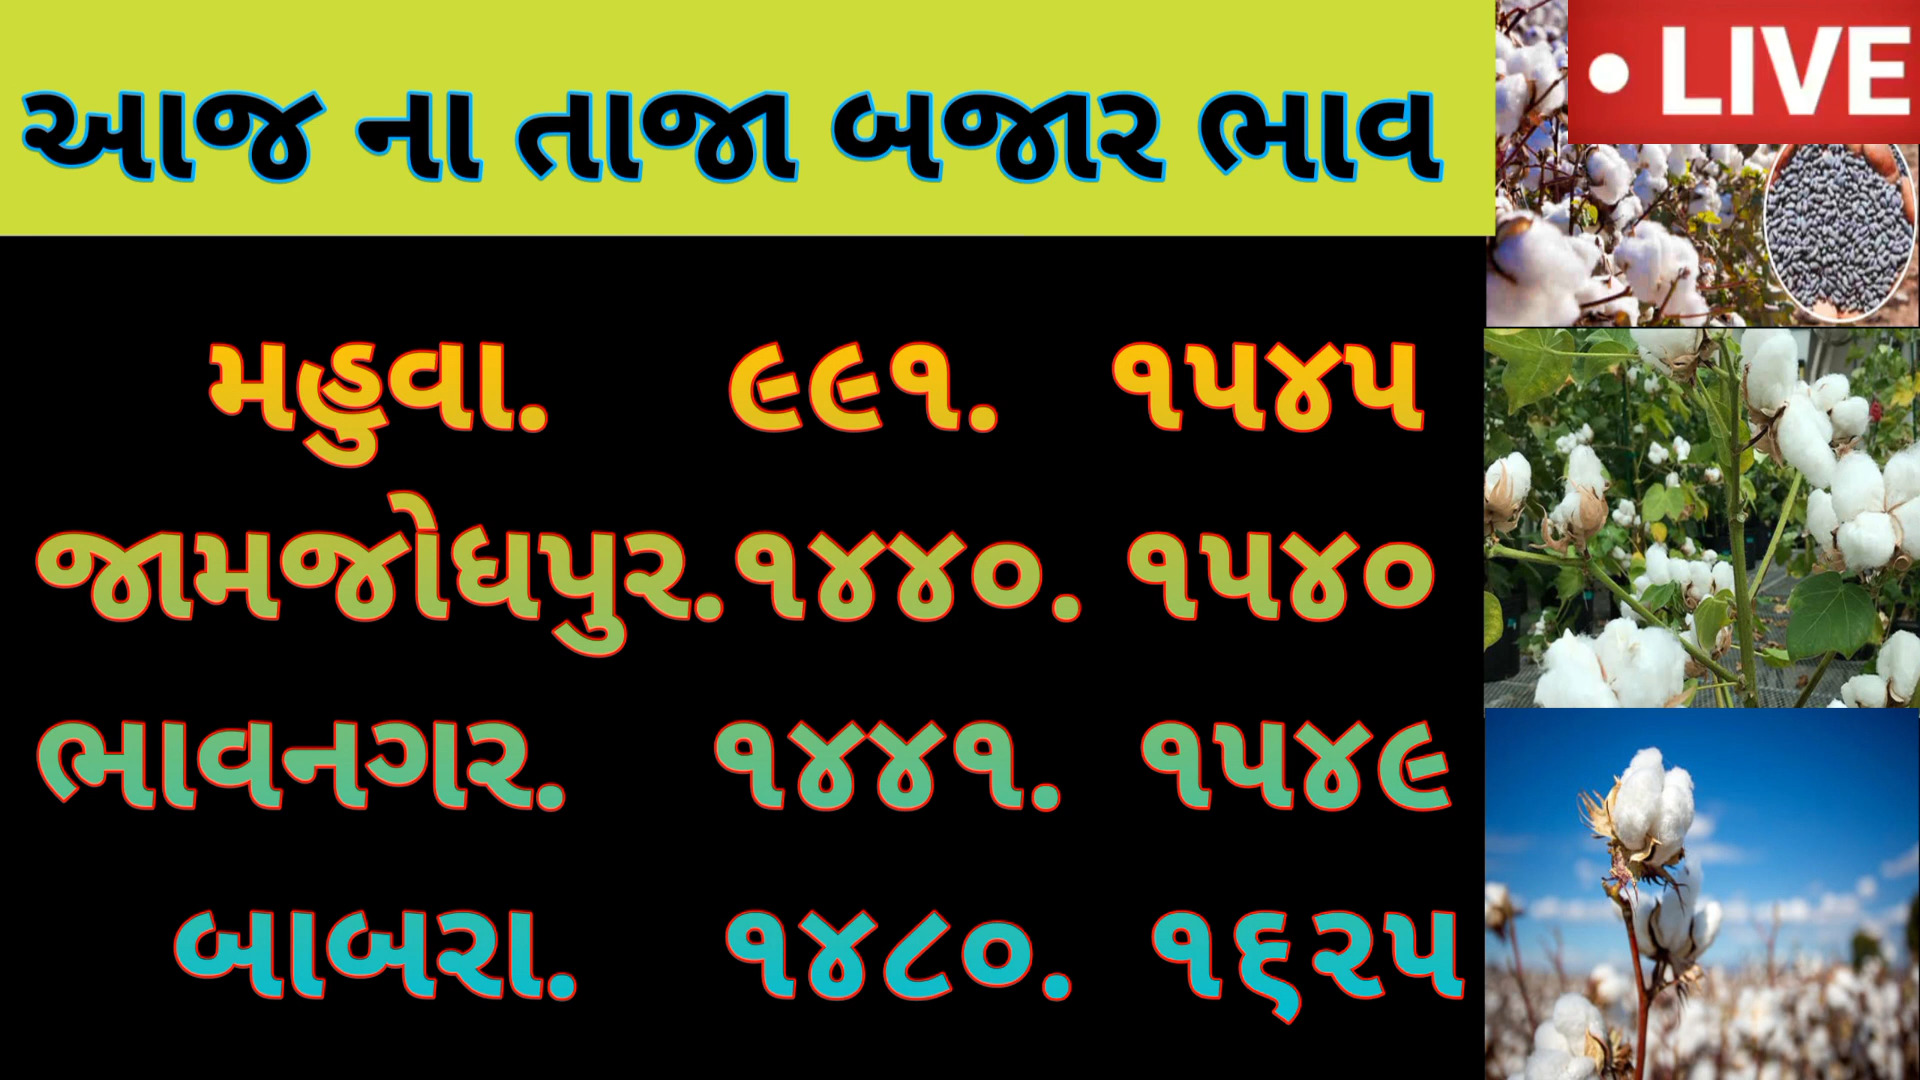 આજ ના તાજા બજાર ભાવ
• LIVE
મહુવા. ૯૯૧. ૧૫૪૫
જામજોધપુર.૧૪૪૦. ૧૫૪૦
ભાવનગર. ૧૪૪૧. ૧૫૪૯
બાબરા. ૧૪૮૦. ૧૬૨૫